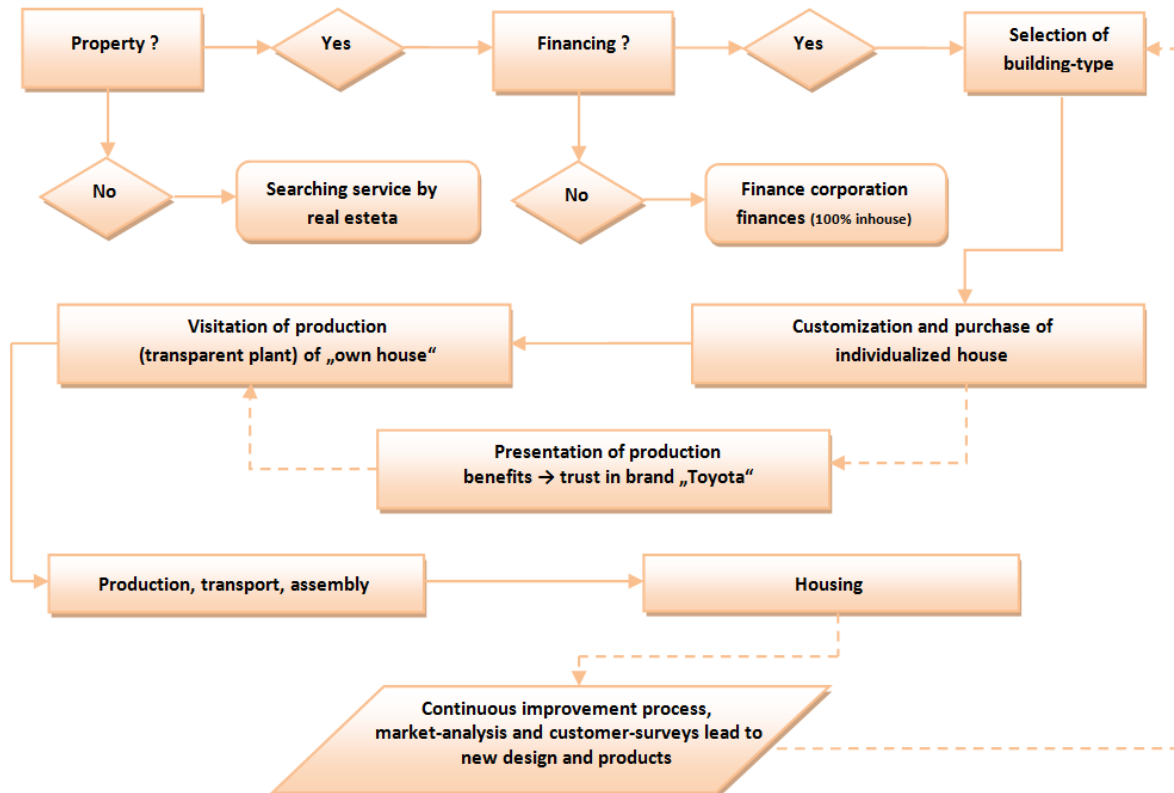 Property ?
Yes
Financing ?
Yes
Selection of
building-type
No
Searching service by
real esteta
No
Finance corporation
finances (100% inhouse)
Visitation of production
(transparent plant) of „own house“
Customization and purchase of
individualized house
Presentation of production
benefits → trust in brand „Toyota“
Production, transport, assembly
Housing
Continuous improvement process,
market-analysis and customer-surveys lead to
new design and products